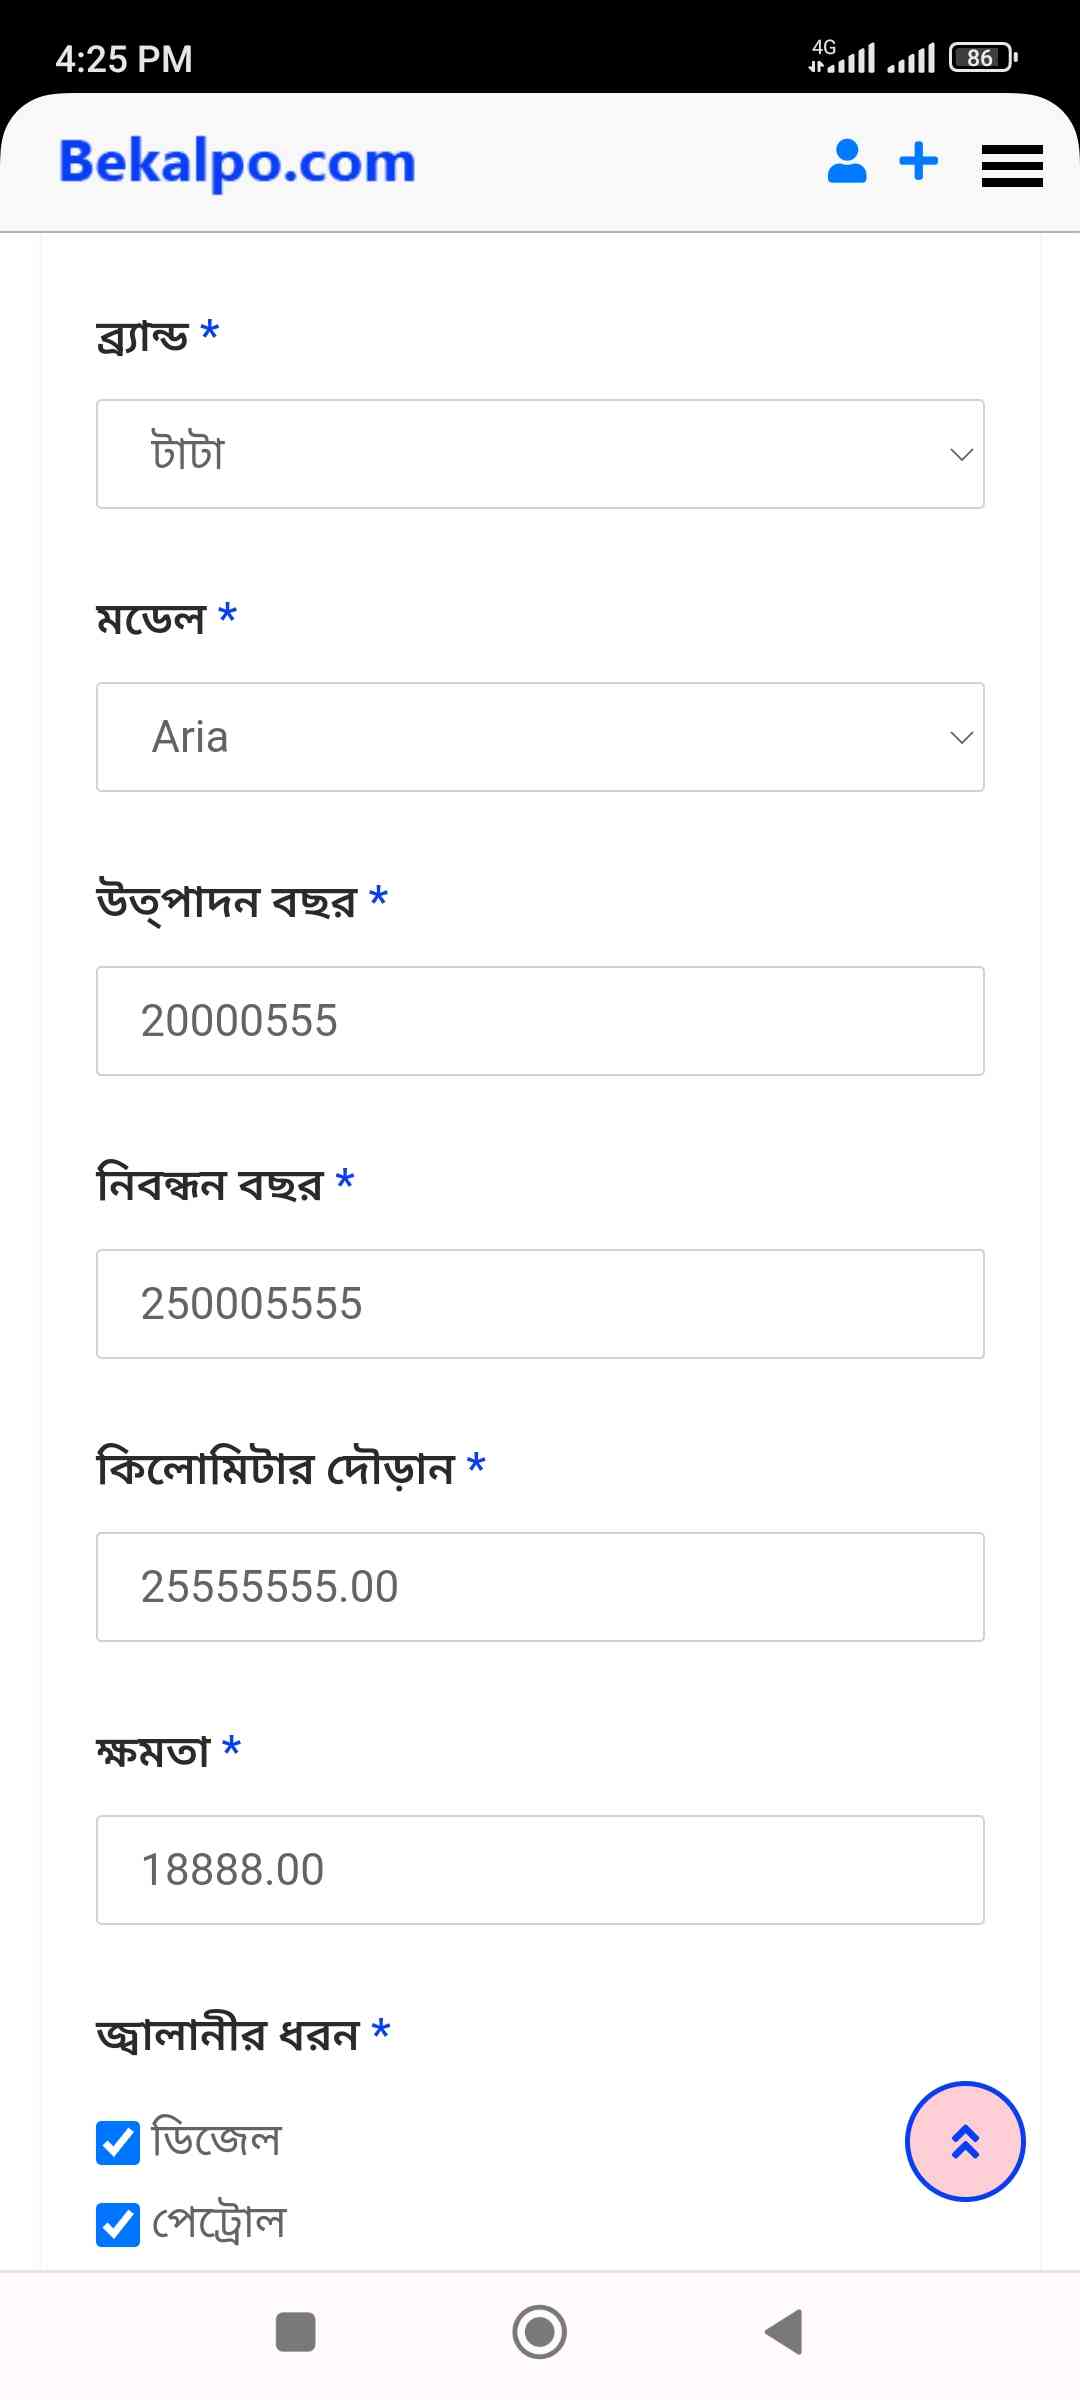 4:25 PM
4G
86
Bekalpo.com
ব্র্যান্ড *
টাটা
মডেল *
Aria
উত্পাদন বছর *
20000555
নিবন্ধন বছর *
250005555
কিলোমিটার দৌড়ান *
25555555.00
ক্ষমতা *
18888.00
জ্বালানীর ধরন *
ডিজেল
পেট্রোল